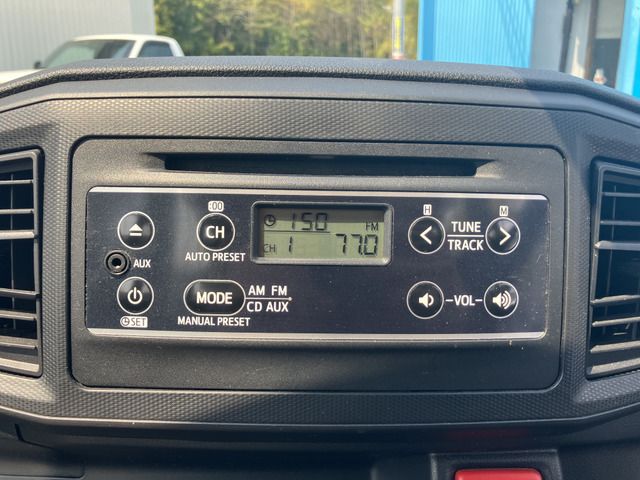 :00
H
M
1:50
FM
CH
AUTO PRESET
TUNE
TRACK
CH 1 77.0
AUX
MODE
AM FM
CD AUX
-VOL-
SET
MANUAL PRESET